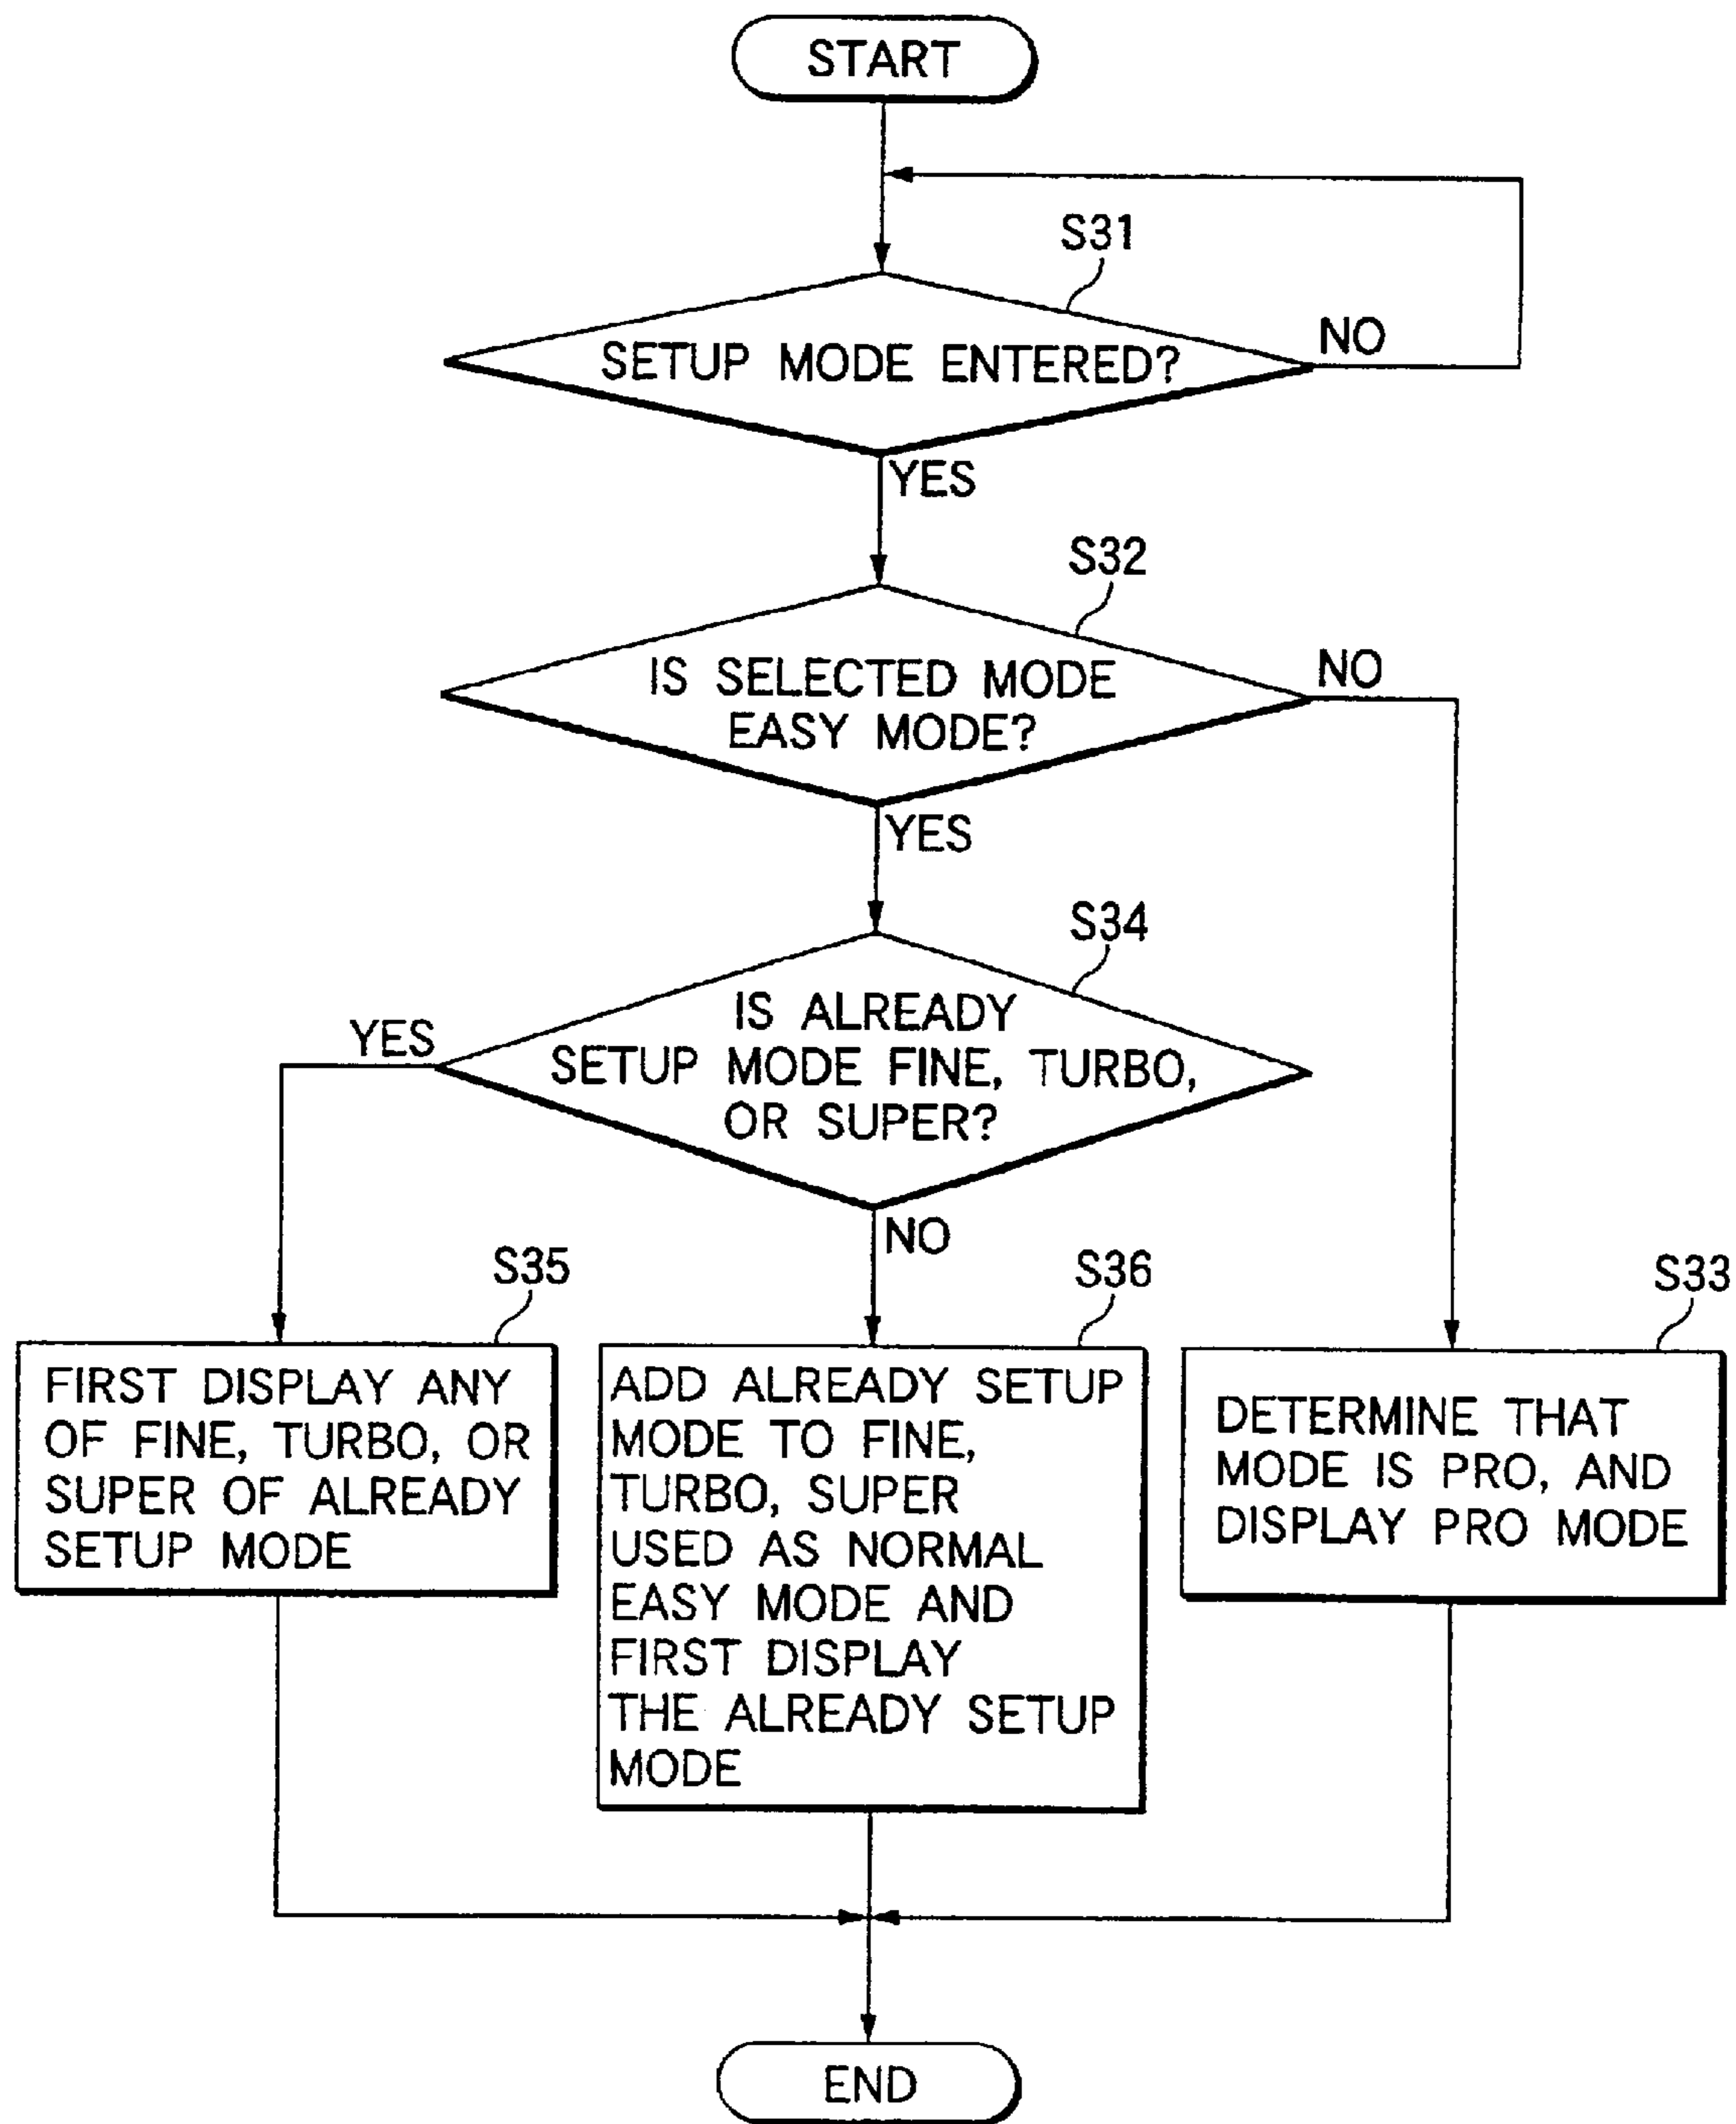 START
S31
SETUP MODE ENTERED?
NO
YES
S32
IS SELECTED MODE
EASY MODE?
NO
YES
S34
IS ALREADY
SETUP MODE FINE, TURBO,
OR SUPER?
YES
NO
S35
FIRST DISPLAY ANY
OF FINE, TURBO, OR
SUPER OF ALREADY
SETUP MODE
S36
ADD ALREADY SETUP
MODE TO FINE,
TURBO, SUPER
USED AS NORMAL
EASY MODE AND
FIRST DISPLAY
THE ALREADY SETUP
MODE
S33
DETERMINE THAT
MODE IS PRO, AND
DISPLAY PRO MODE
END